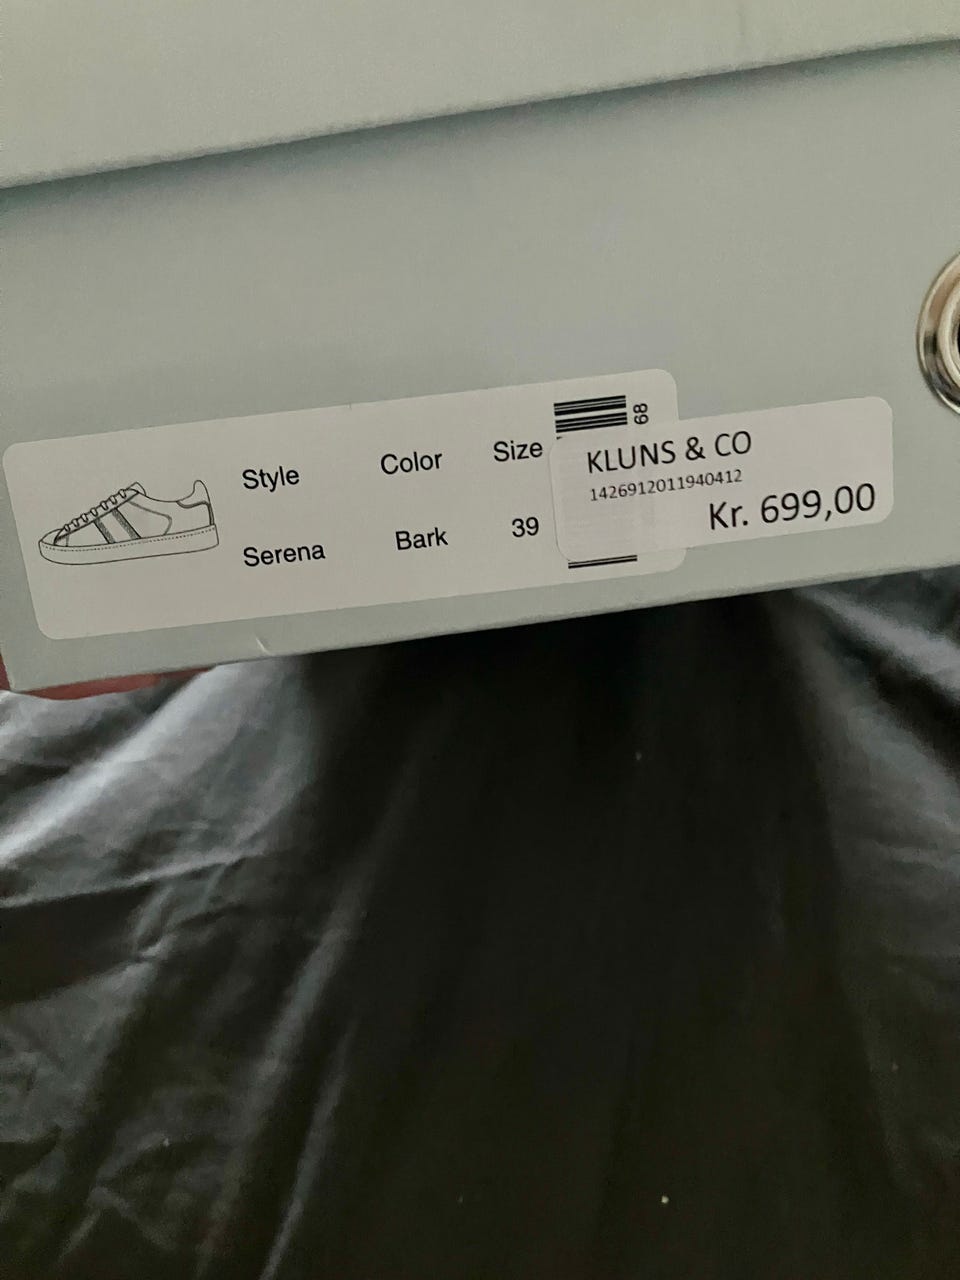 Style Color Size
Serena Bark 39
68
KLUNS & CO
1426912011940412
Kr. 699,00